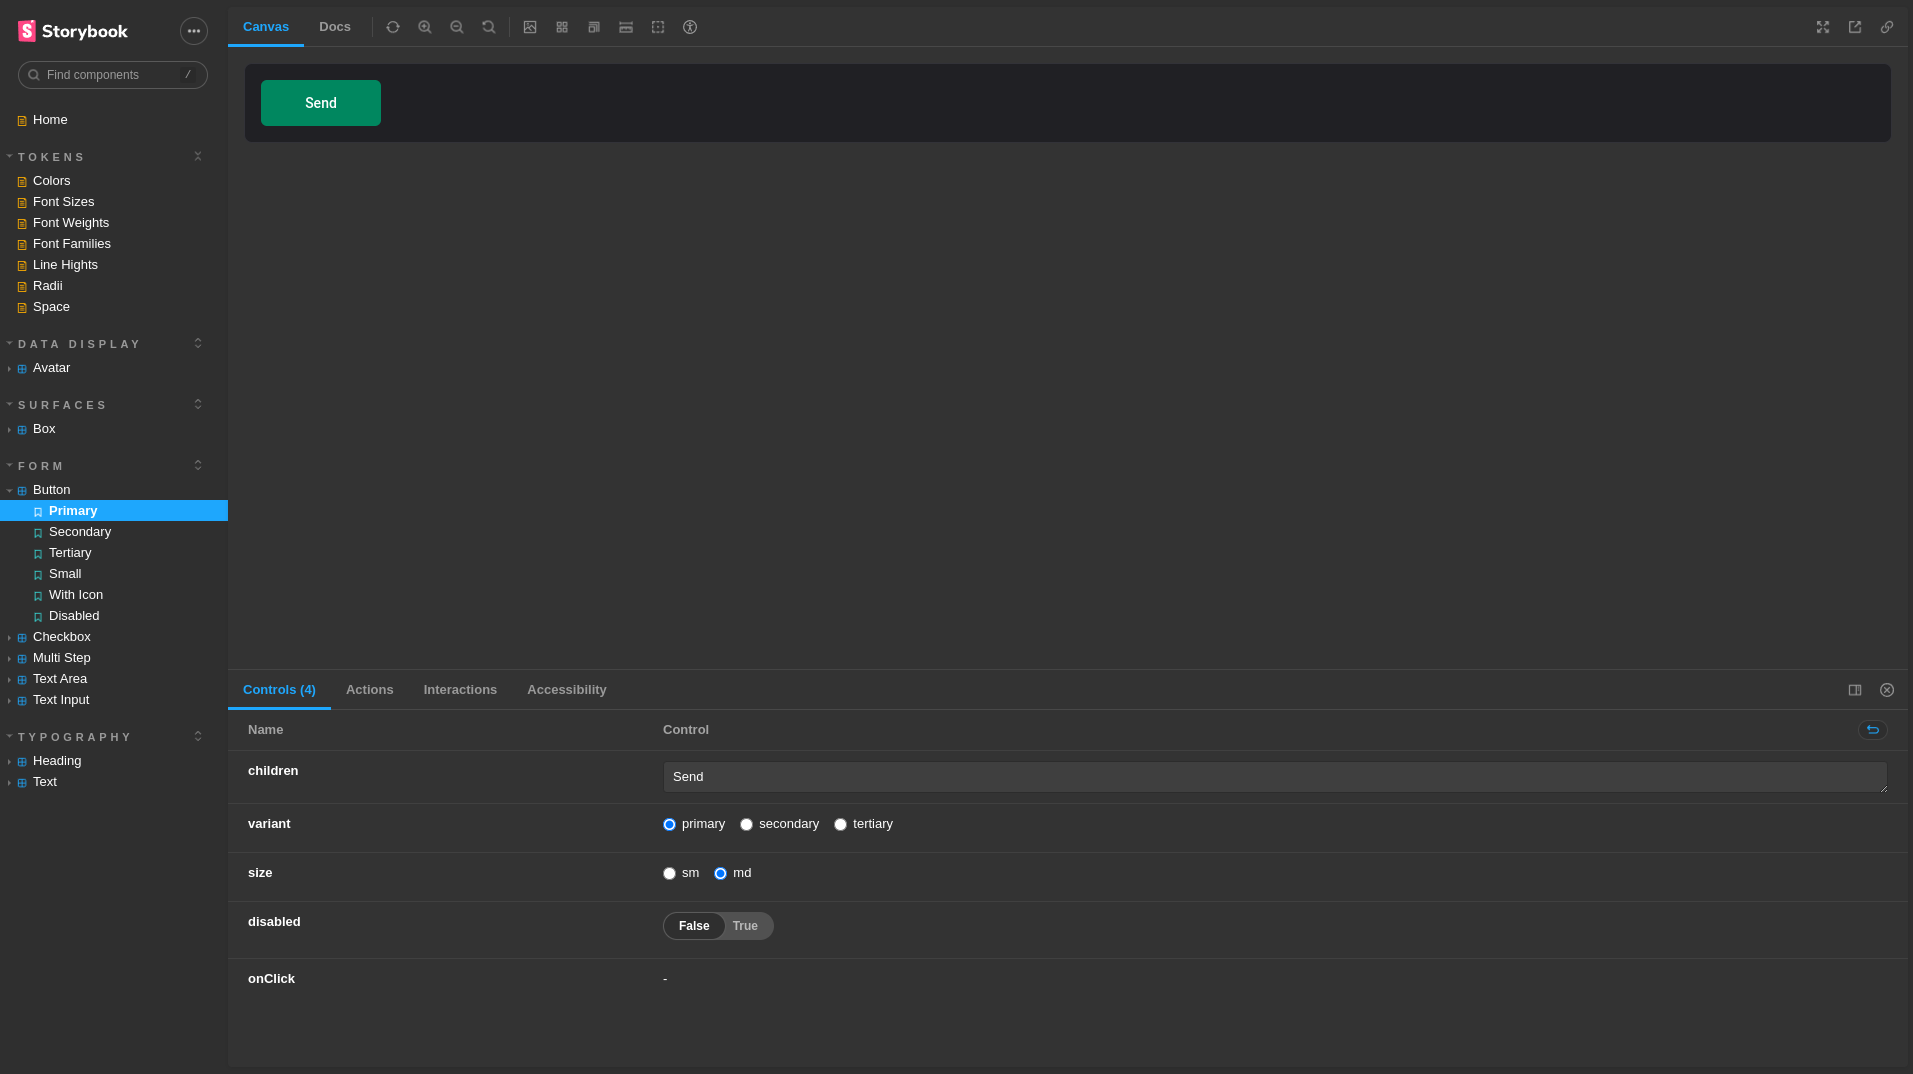 Storybook
Find components
/
Home
TOKENS
Colors
Font Sizes
Font Weights
Font Families
Line Hights
Radii
Space
DATA DISPLAY
Avatar
SURFACES
Box
FORM
Button
Primary
Secondary
Tertiary
Small
With Icon
Disabled
Checkbox
Multi Step
Text Area
Text Input
TYPOGRAPHY
Heading
Text
Canvas Docs
Send
Controls (4) Actions Interactions Accessibility
Name Control
children Send
variant primary secondary tertiary
size sm md
disabled False True
onClick -